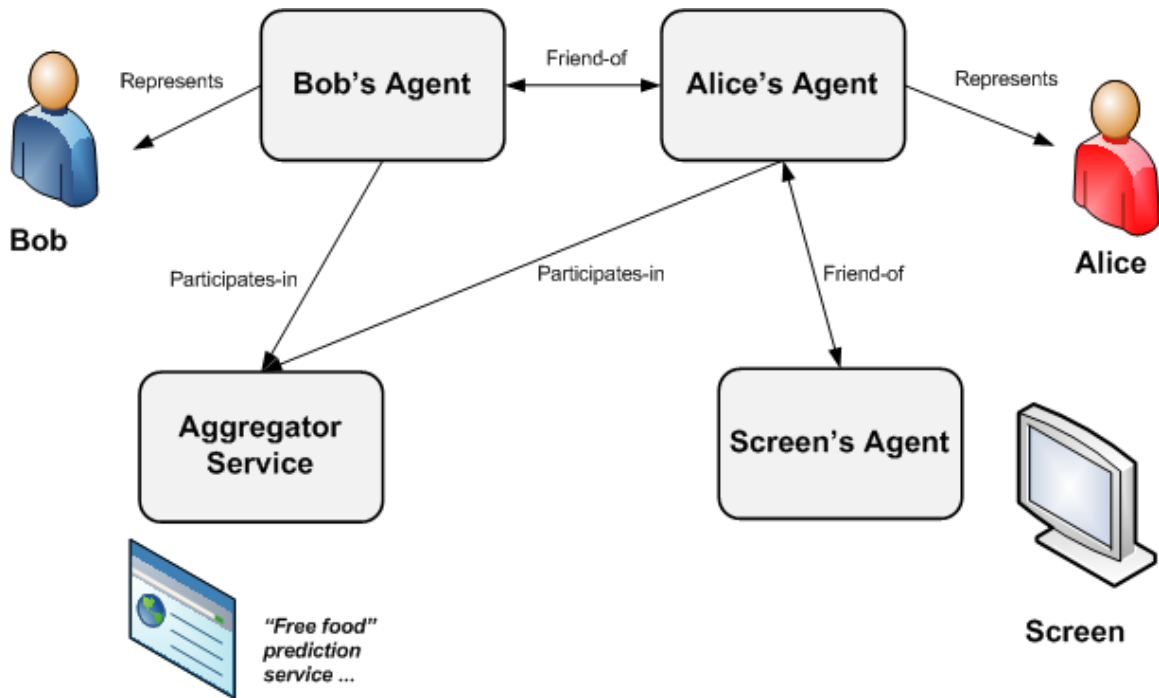 Friend-of
Represents
Bob's Agent
Alice's Agent
Represents
Bob
Alice
Participates-in
Participates-in
Friend-of
Aggregator
Service
Screen's Agent
"Free food"
prediction
service ...
Screen